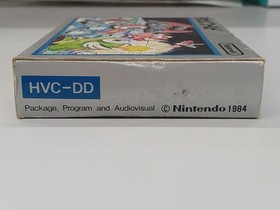 HVC-DD
Package, Program and Audiovisual © Nintendo 1984